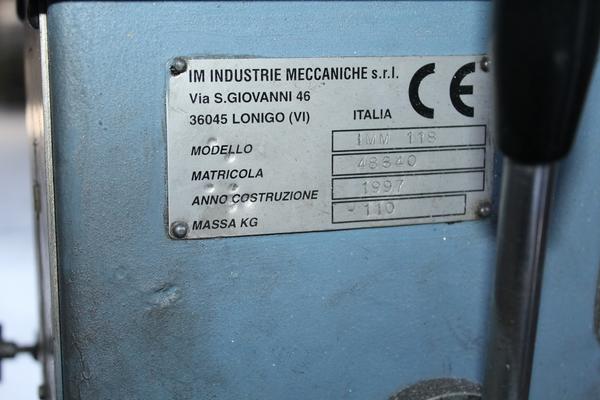 IM INDUSTRIE MECCANICHE s.r.l.
Via S.GIOVANNI 46
36045 LONIGO (VI) ITALIA CE
MODELLO IMM 118
MATRICOLA 48840
ANNO COSTRUZIONE 1997
MASSA KG -110